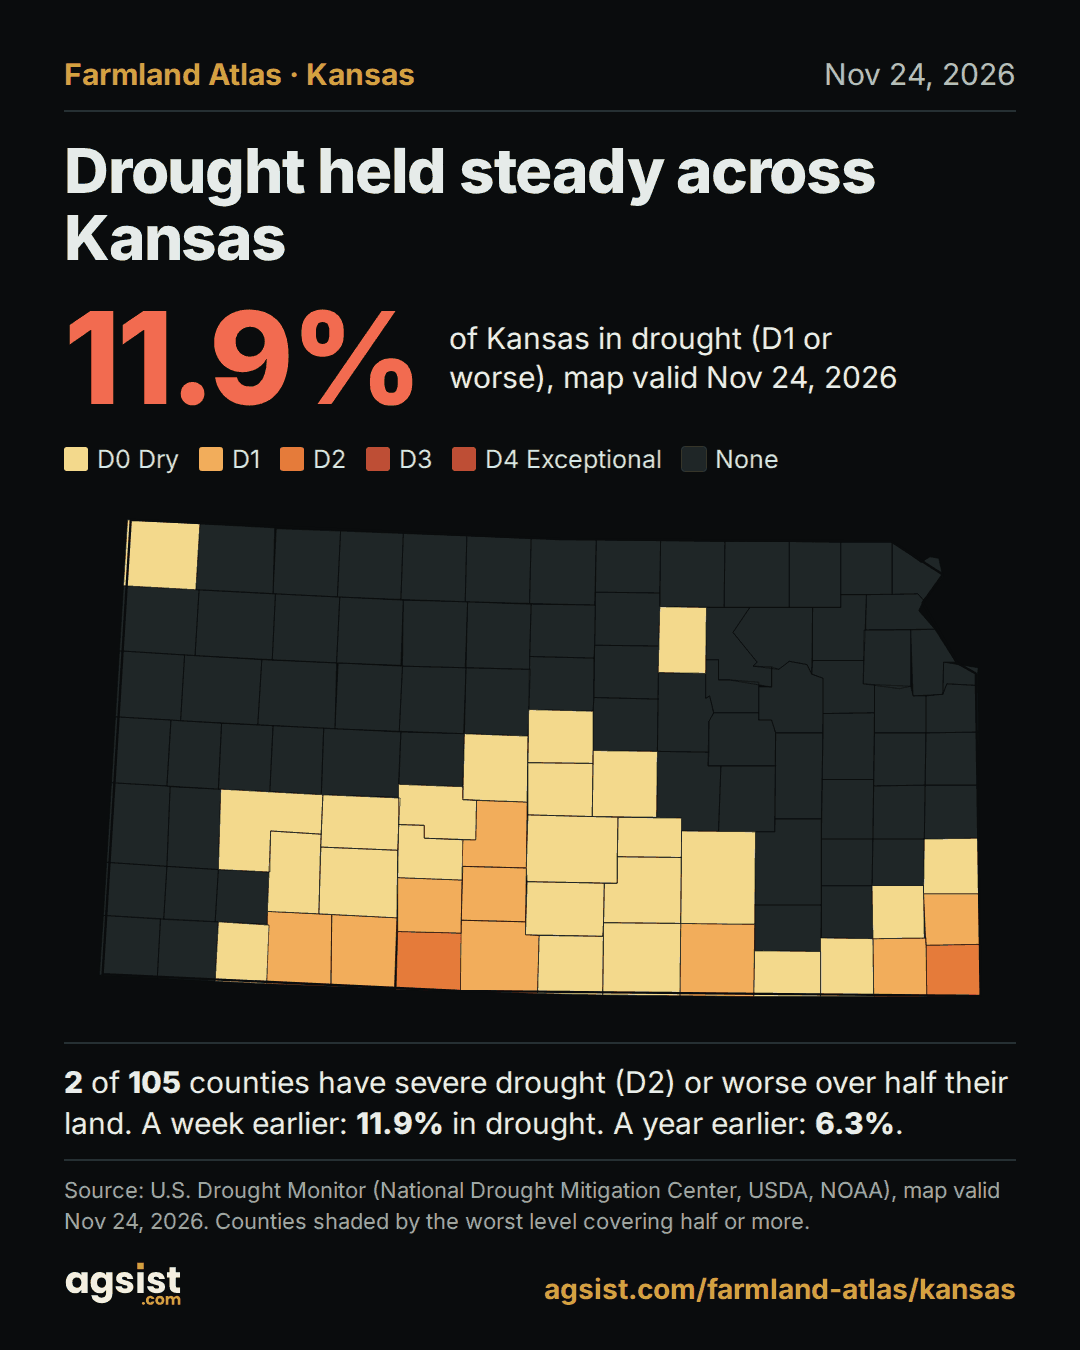 Farmland Atlas · Kansas
Nov 24, 2026
Drought held steady across
Kansas
11.9%
of Kansas in drought (D1 or
worse), map valid Nov 24, 2026
D0 Dry
D1
D2
D3
D4 Exceptional
None
2 of 105 counties have severe drought (D2) or worse over half their
land. A week earlier: 11.9% in drought. A year earlier: 6.3%.
Source: U.S. Drought Monitor (National Drought Mitigation Center, USDA, NOAA), map valid
Nov 24, 2026. Counties shaded by the worst level covering half or more.
agsist
.com
agsist.com/farmland-atlas/kansas